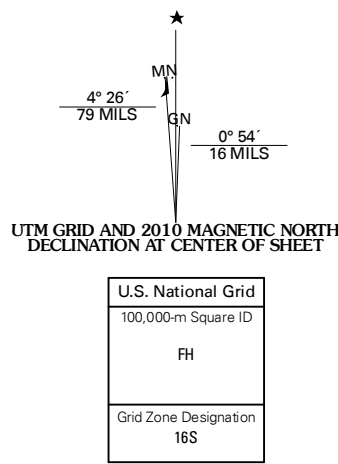 MN
4° 26´
79 MILS
GN
0° 54´
16 MILS
UTM GRID AND 2010 MAGNETIC NORTH
DECLINATION AT CENTER OF SHEET
U.S. National Grid
100,000-m Square ID
FH
Grid Zone Designation
16S